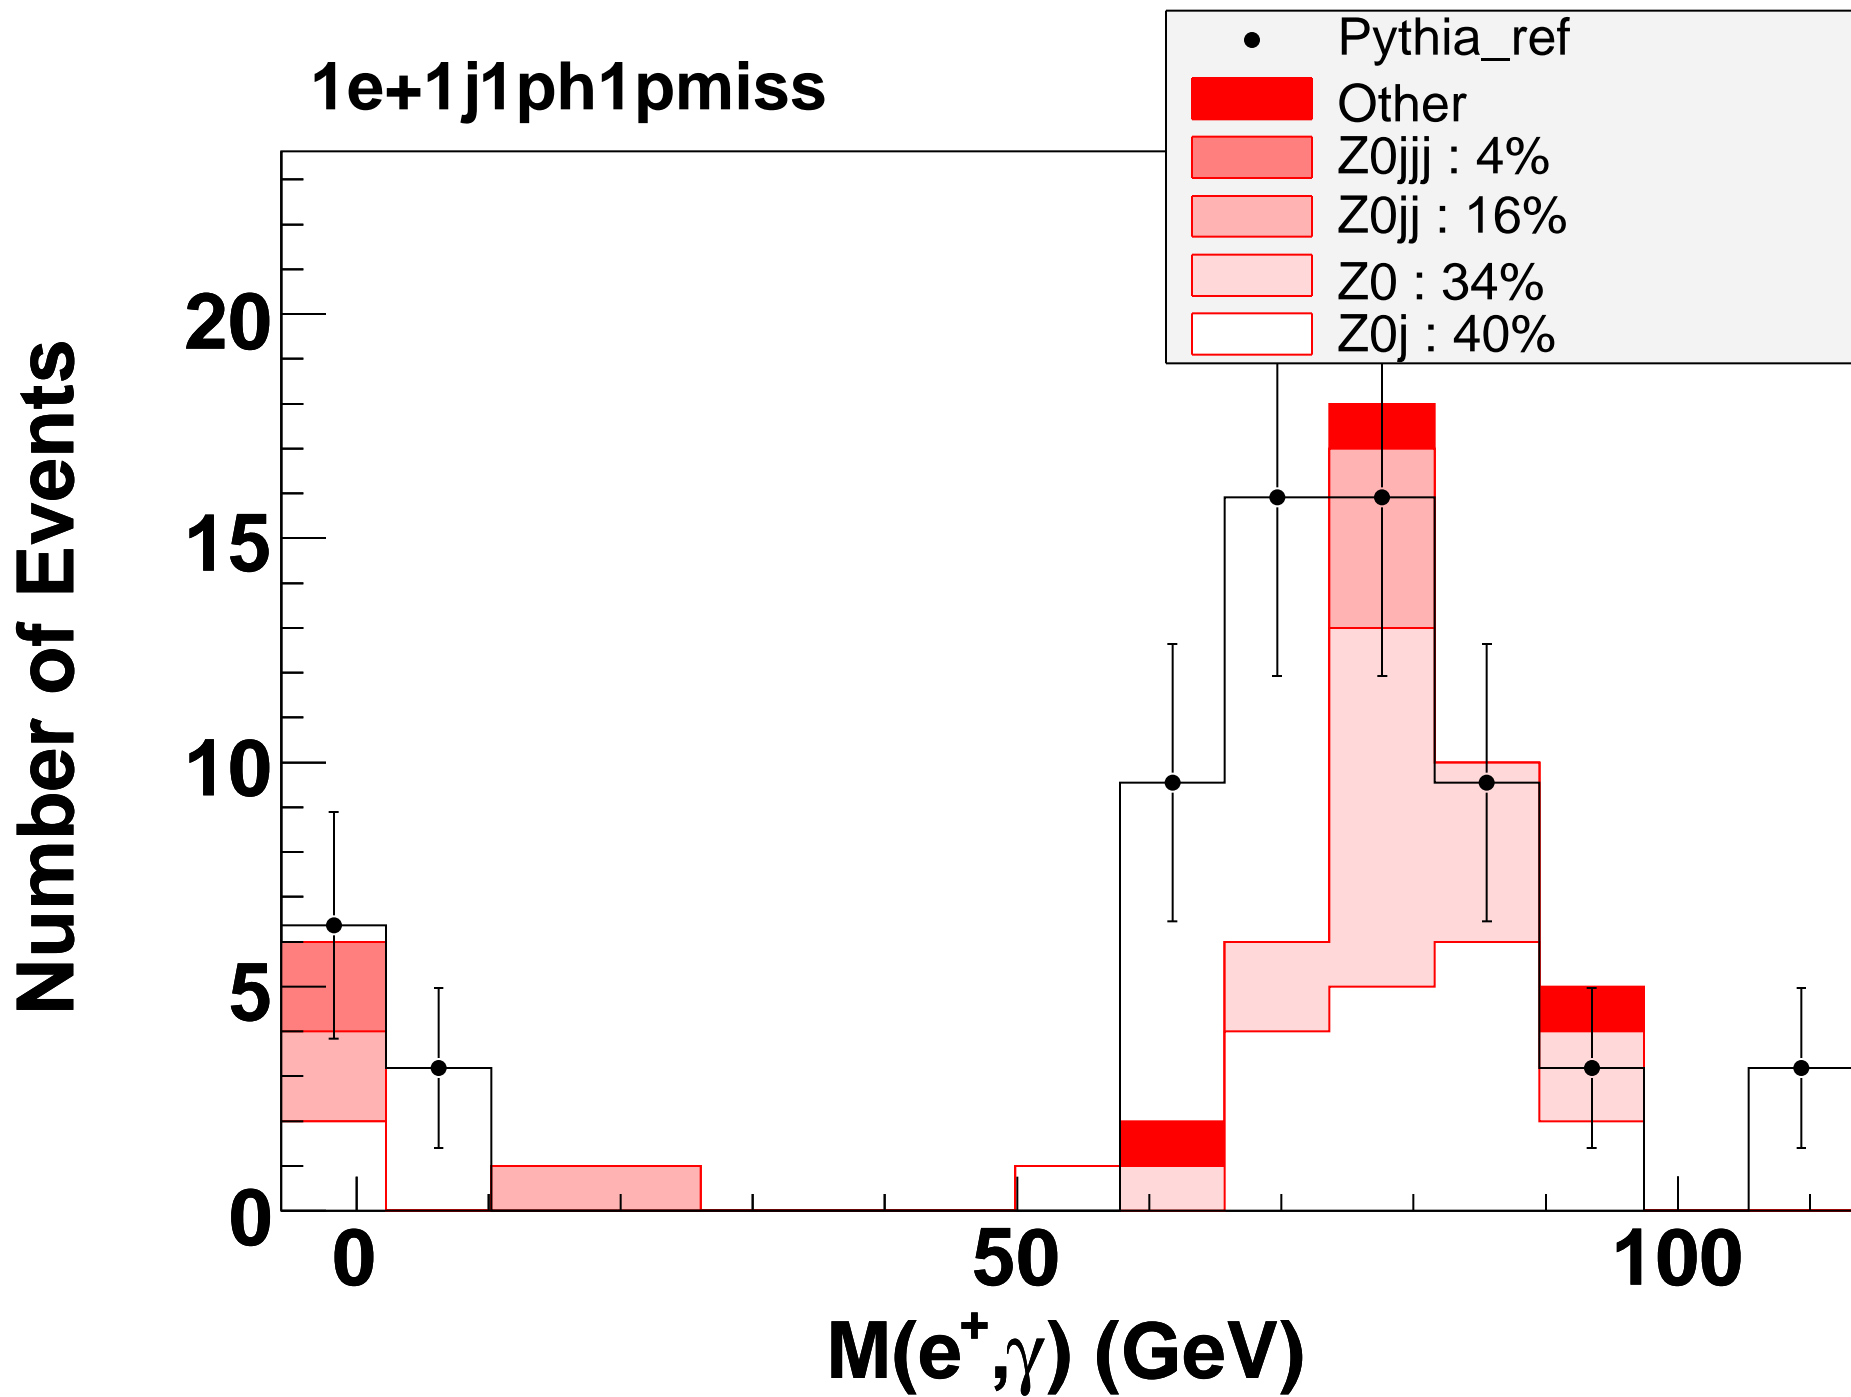 1e+1j1ph1pmiss
Pythia_ref
Other
Z0jjj : 4%
Z0jj : 16%
Z0 : 34%
Z0j : 40%
Number of Events
20
15
10
5
0
0 50 100
M(e⁺,γ) (GeV)